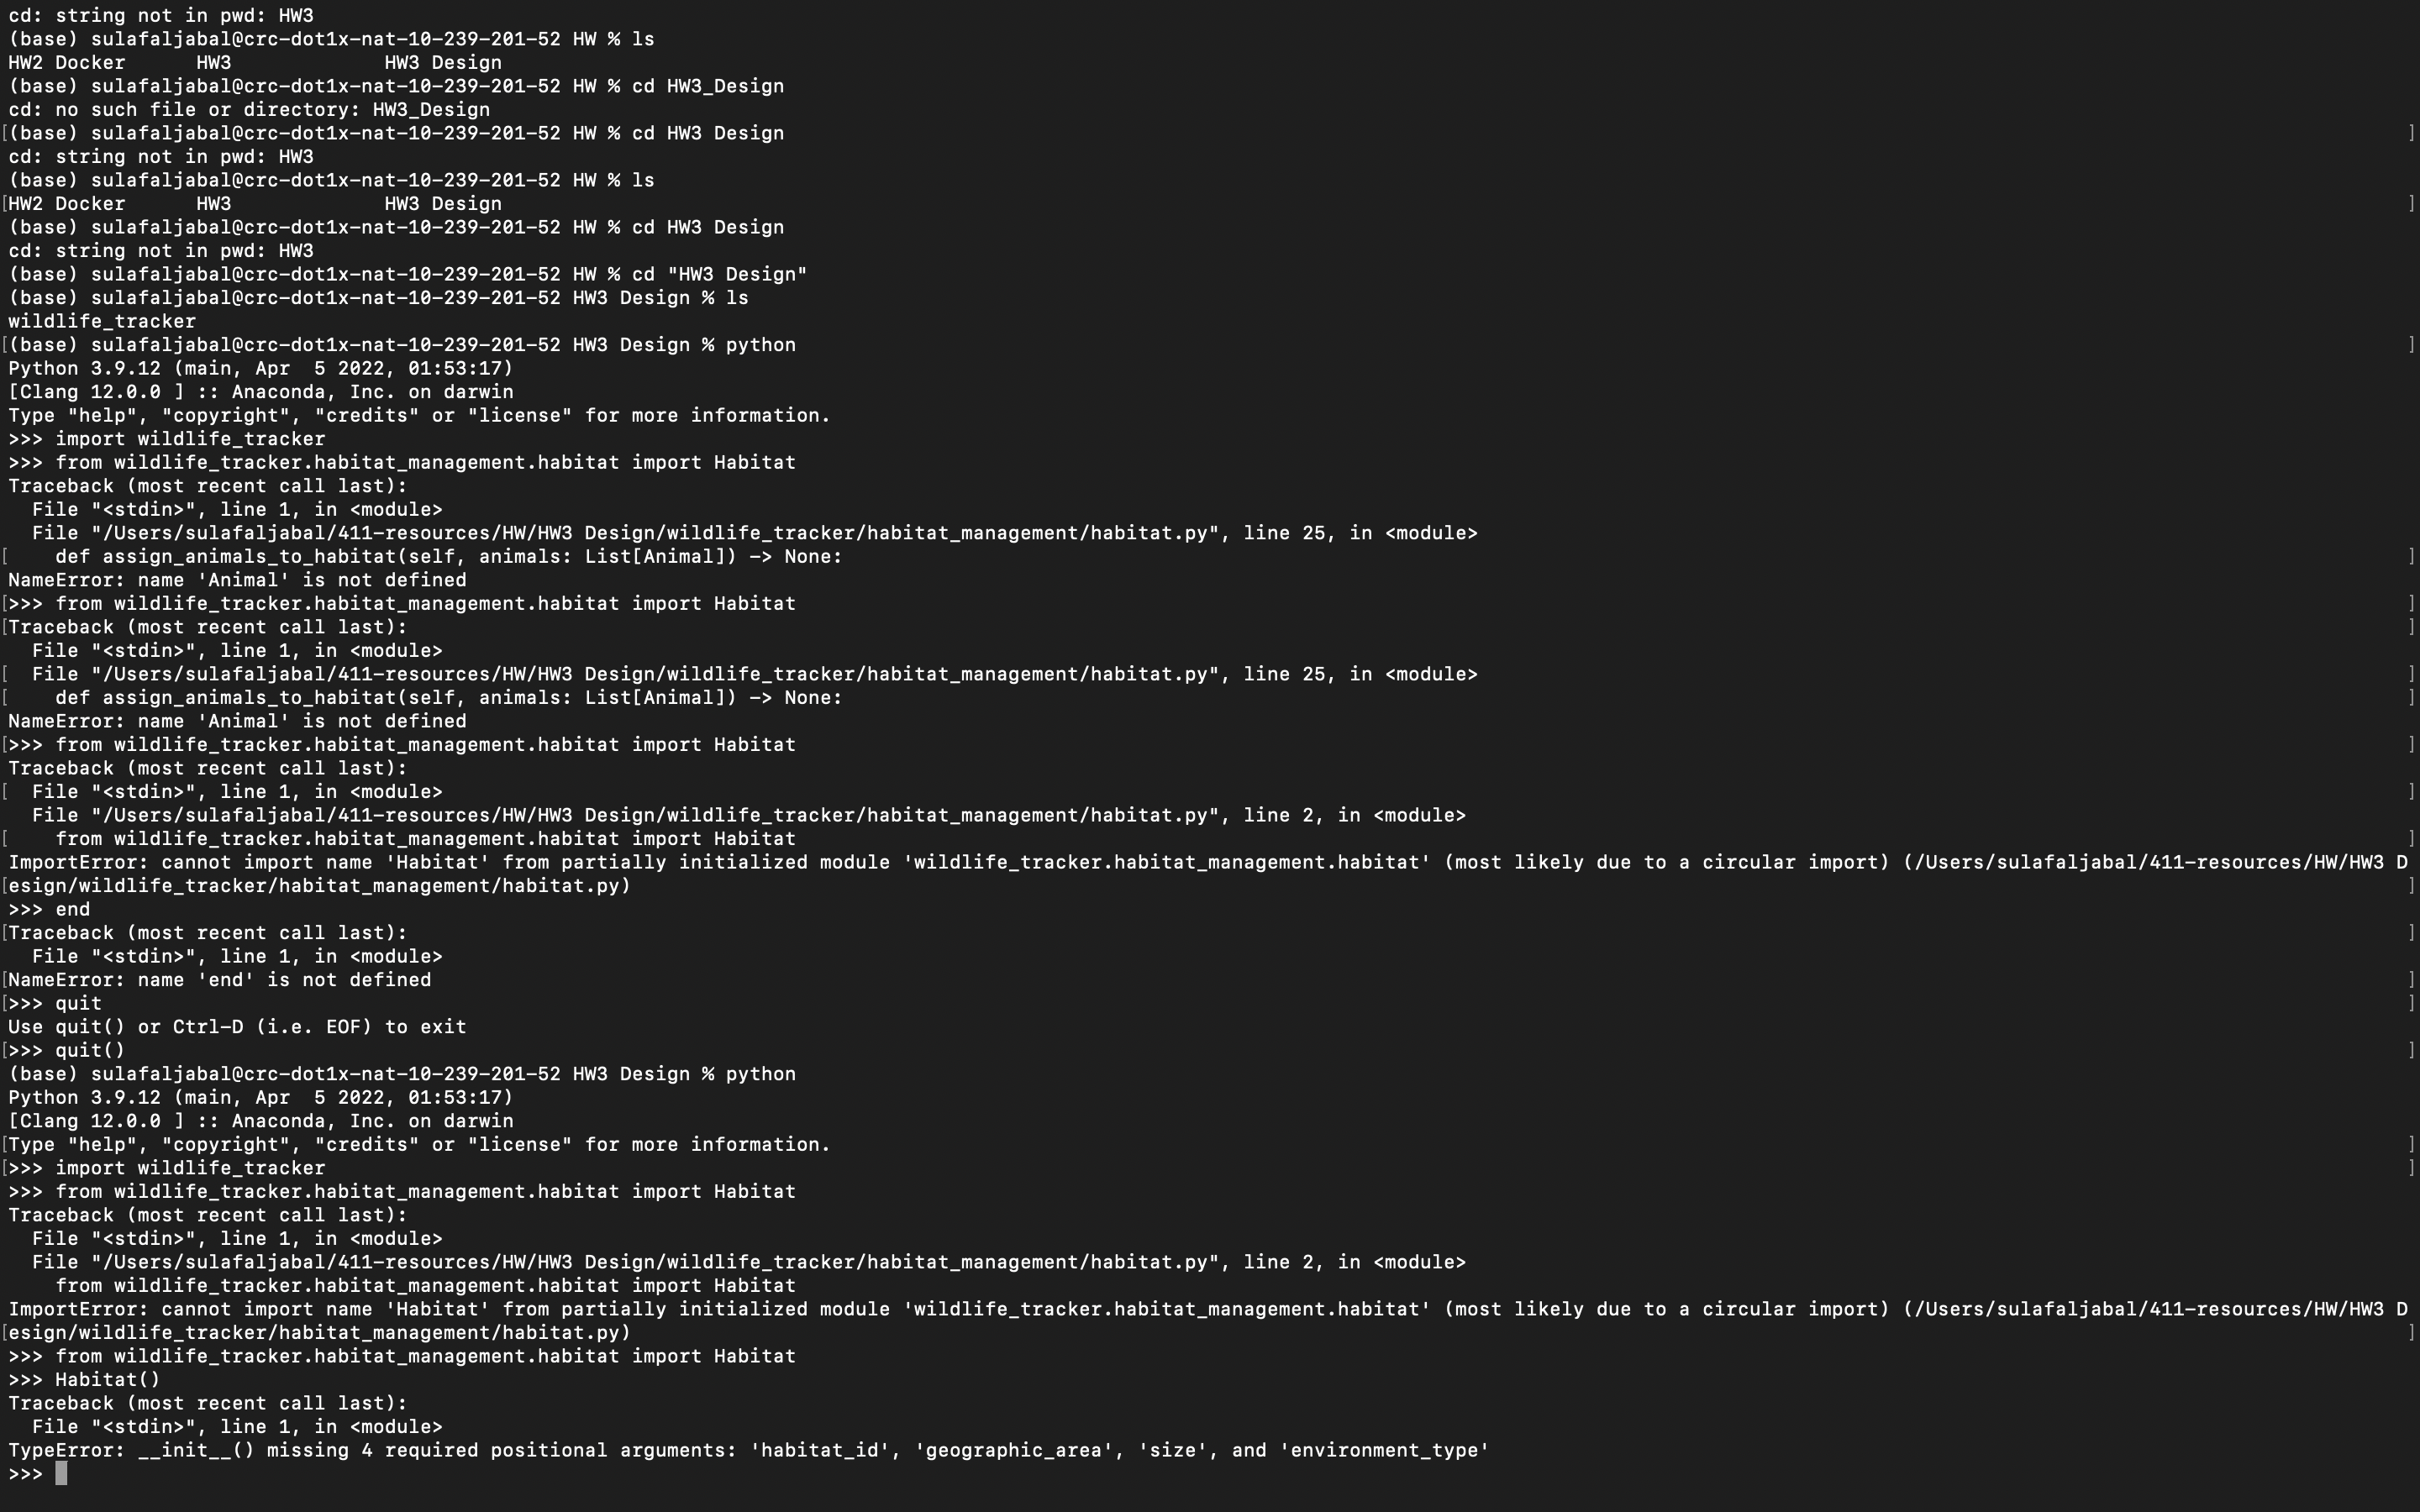 cd: string not in pwd: HW3
(base) sulafaljabal@crc-dot1x-nat-10-239-201-52 HW % ls
HW2 Docker      HW3             HW3 Design
(base) sulafaljabal@crc-dot1x-nat-10-239-201-52 HW % cd HW3_Design
cd: no such file or directory: HW3_Design
[(base) sulafaljabal@crc-dot1x-nat-10-239-201-52 HW % cd HW3 Design ]
cd: string not in pwd: HW3
(base) sulafaljabal@crc-dot1x-nat-10-239-201-52 HW % ls
[HW2 Docker      HW3             HW3 Design ]
(base) sulafaljabal@crc-dot1x-nat-10-239-201-52 HW % cd HW3 Design
cd: string not in pwd: HW3
(base) sulafaljabal@crc-dot1x-nat-10-239-201-52 HW % cd "HW3 Design"
(base) sulafaljabal@crc-dot1x-nat-10-239-201-52 HW3 Design % ls
wildlife_tracker
[(base) sulafaljabal@crc-dot1x-nat-10-239-201-52 HW3 Design % python ]
Python 3.9.12 (main, Apr  5 2022, 01:53:17)
[Clang 12.0.0 ] :: Anaconda, Inc. on darwin
Type "help", "copyright", "credits" or "license" for more information.
>>> import wildlife_tracker
>>> from wildlife_tracker.habitat_management.habitat import Habitat
Traceback (most recent call last):
  File "<stdin>", line 1, in <module>
  File "/Users/sulafaljabal/411-resources/HW/HW3 Design/wildlife_tracker/habitat_management/habitat.py", line 25, in <module>
[    def assign_animals_to_habitat(self, animals: List[Animal]) -> None: ]
NameError: name 'Animal' is not defined
[>>> from wildlife_tracker.habitat_management.habitat import Habitat ]
[Traceback (most recent call last): ]
  File "<stdin>", line 1, in <module>
[  File "/Users/sulafaljabal/411-resources/HW/HW3 Design/wildlife_tracker/habitat_management/habitat.py", line 25, in <module> ]
[    def assign_animals_to_habitat(self, animals: List[Animal]) -> None: ]
NameError: name 'Animal' is not defined
[>>> from wildlife_tracker.habitat_management.habitat import Habitat ]
Traceback (most recent call last):
[  File "<stdin>", line 1, in <module> ]
  File "/Users/sulafaljabal/411-resources/HW/HW3 Design/wildlife_tracker/habitat_management/habitat.py", line 2, in <module>
[    from wildlife_tracker.habitat_management.habitat import Habitat ]
ImportError: cannot import name 'Habitat' from partially initialized module 'wildlife_tracker.habitat_management.habitat' (most likely due to a circular import) (/Users/sulafaljabal/411-resources/HW/HW3 D
[esign/wildlife_tracker/habitat_management/habitat.py) ]
>>> end
[Traceback (most recent call last): ]
  File "<stdin>", line 1, in <module>
[NameError: name 'end' is not defined ]
[>>> quit ]
Use quit() or Ctrl-D (i.e. EOF) to exit
[>>> quit() ]
(base) sulafaljabal@crc-dot1x-nat-10-239-201-52 HW3 Design % python
Python 3.9.12 (main, Apr  5 2022, 01:53:17)
[Clang 12.0.0 ] :: Anaconda, Inc. on darwin
[Type "help", "copyright", "credits" or "license" for more information. ]
[>>> import wildlife_tracker ]
>>> from wildlife_tracker.habitat_management.habitat import Habitat
Traceback (most recent call last):
  File "<stdin>", line 1, in <module>
  File "/Users/sulafaljabal/411-resources/HW/HW3 Design/wildlife_tracker/habitat_management/habitat.py", line 2, in <module>
    from wildlife_tracker.habitat_management.habitat import Habitat
ImportError: cannot import name 'Habitat' from partially initialized module 'wildlife_tracker.habitat_management.habitat' (most likely due to a circular import) (/Users/sulafaljabal/411-resources/HW/HW3 D
[esign/wildlife_tracker/habitat_management/habitat.py) ]
>>> from wildlife_tracker.habitat_management.habitat import Habitat
>>> Habitat()
Traceback (most recent call last):
  File "<stdin>", line 1, in <module>
TypeError: __init__() missing 4 required positional arguments: 'habitat_id', 'geographic_area', 'size', and 'environment_type'
>>>